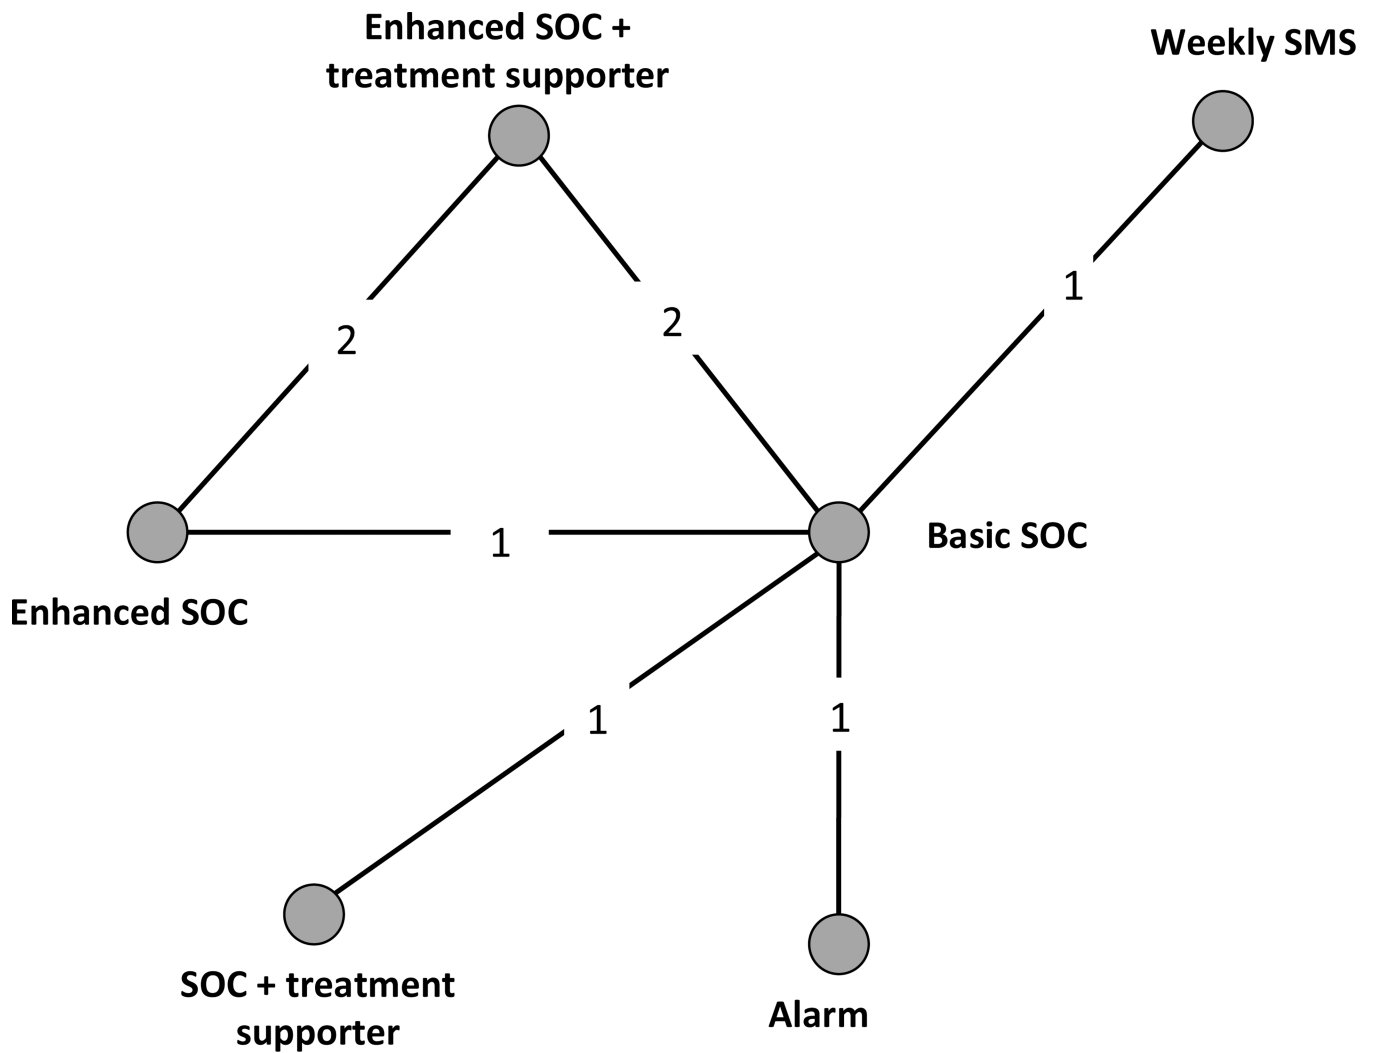 Enhanced SOC +
treatment supporter
Weekly SMS
1
2
2
1
Basic SOC
Enhanced SOC
1
1
SOC + treatment
supporter
Alarm